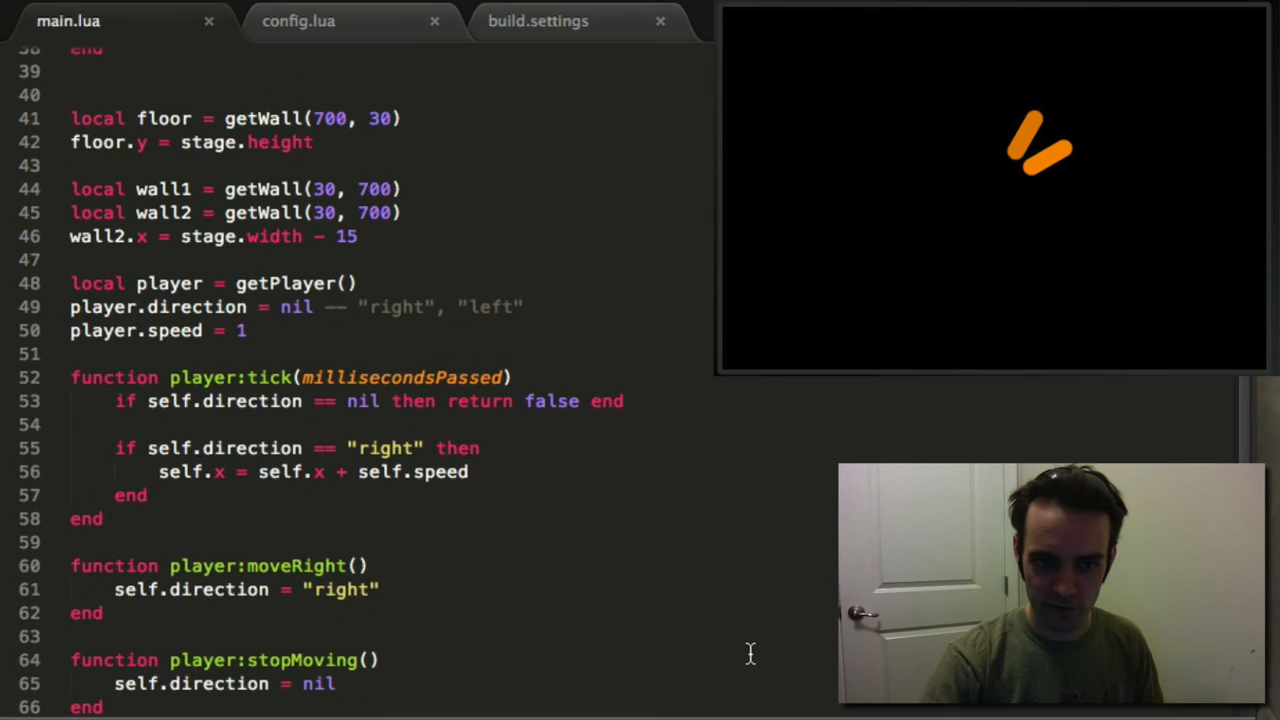 main.lua × config.lua × build.settings ×
38 end
39
40
41 local floor = getWall(700, 30)
42 floor.y = stage.height
43
44 local wall1 = getWall(30, 700)
45 local wall2 = getWall(30, 700)
46 wall2.x = stage.width - 15
47
48 local player = getPlayer()
49 player.direction = nil -- "right", "left"
50 player.speed = 1
51
52 function player:tick(millisecondsPassed)
53 if self.direction == nil then return false end
54
55 if self.direction == "right" then
56 self.x = self.x + self.speed
57 end
58 end
59
60 function player:moveRight()
61 self.direction = "right"
62 end
63
64 function player:stopMoving()
65 self.direction = nil
66 end